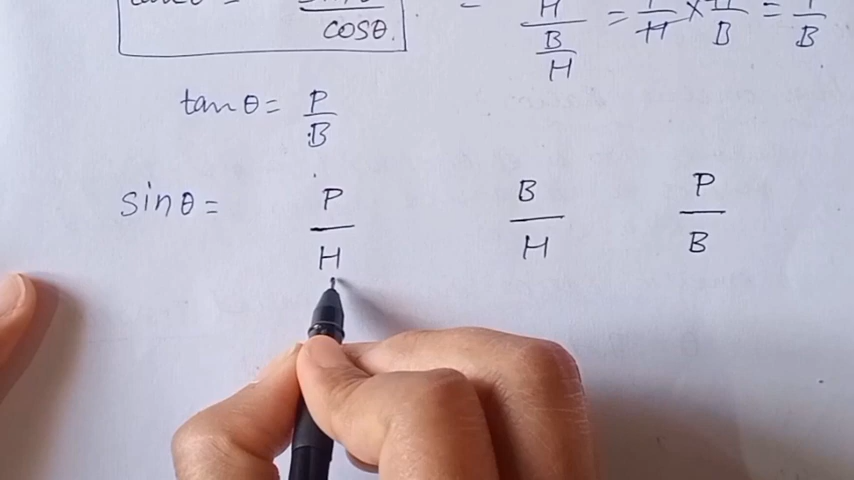 cosθ.
H = P/H × H/B = P/B
B
H
tanθ = P/B
sinθ = P/H B/H P/B